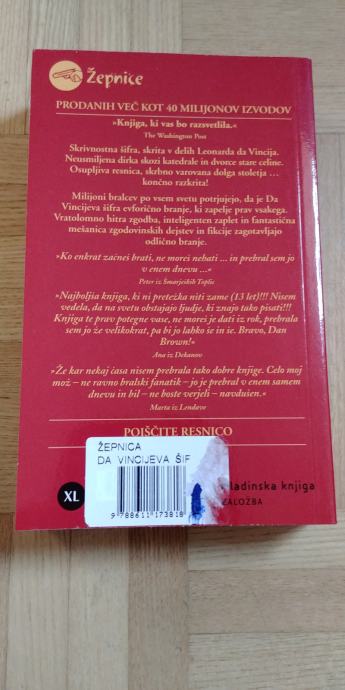 Žepnice
PRODANIH VEČ KOT 40 MILIJONOV IZVODOV
»Knjiga, ki vas bo razsvetlila.«
The Washington Post
Skrivnostna šifra, skrita v delih Leonarda da Vincija.
Neusmiljena dirka skozi katedrale in dvorce stare celine.
Osupljiva resnica, skrbno varovana dolga stoletja …
končno razkrita!
Milijoni bralcev po vsem svetu potrjujejo, da je Da
Vincijeva šifra evforično branje, ki zapelje prav vsakega.
Vratolomno hitra zgodba, inteligenten zaplet in fantastična
mešanica zgodovinskih dejstev in fikcije zagotavljajo
odlično branje.
»Ko enkrat začneš brati, ne moreš nehati ... in prebral sem jo
v enem dnevu ...«
Peter iz Šmarjeških Toplic
»Najboljša knjiga, ki ni pretežka niti zame (13 let)!!! Nisem
vedela, da na svetu obstajajo ljudje, ki znajo tako pisati!!!
Knjiga te prav potegne vase, ne moreš je dati iz rok, prebrala
sem jo že velikokrat, pa bi jo lahko še in še. Bravo, Dan
Brown!«
Ana iz Dekanov
»Že kar nekaj časa nisem prebrala tako dobre knjige. Celo moj
mož – ne ravno bralski fanatik – jo je prebral v enem samem
dnevu in bil – ne boste verjeli – navdušen.«
Marta iz Lendave
POIŠČITE RESNICO
ŽEPNICA
DA VINCIJEVA ŠIF
XL
ladinska knjiga
ZALOŽBA
9 788611 173818